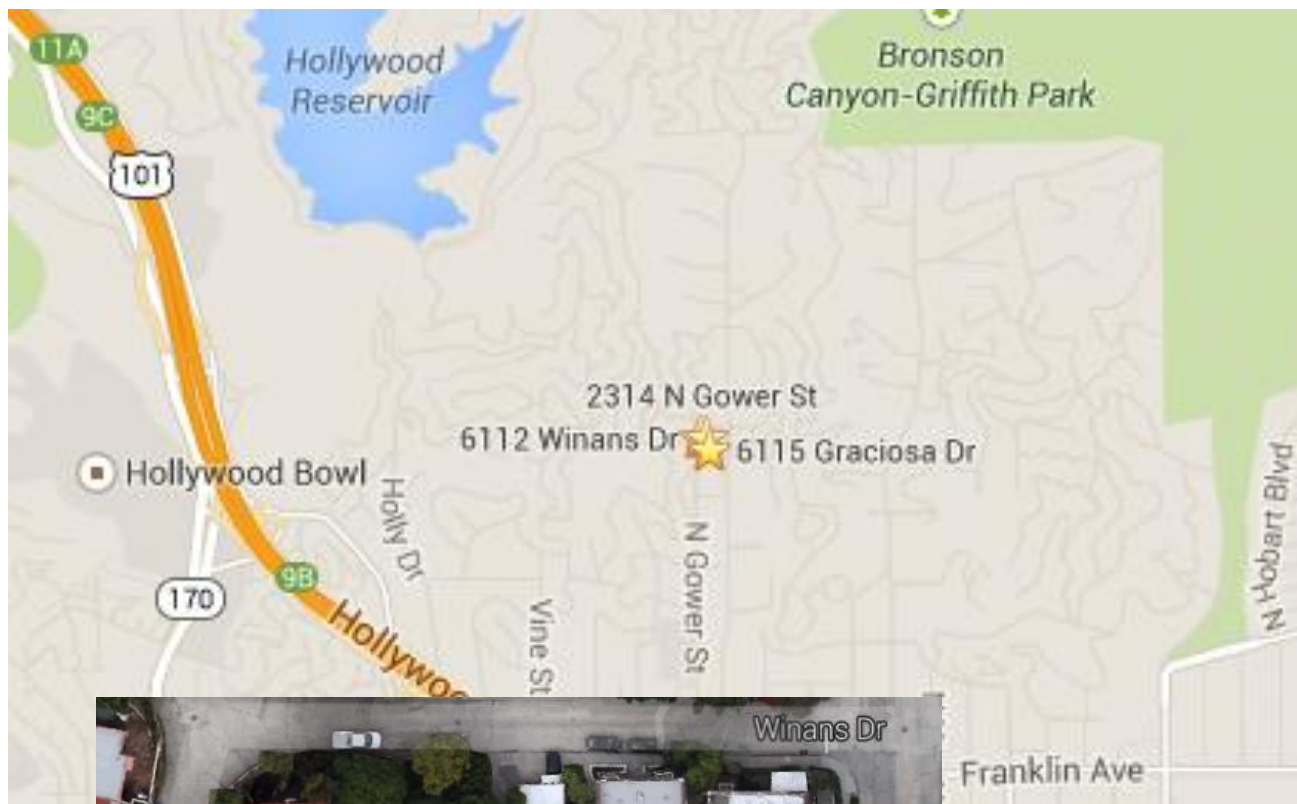 11A
Hollywood
Reservoir
Bronson
Canyon-Griffith Park
9C
101
2314 N Gower St
6112 Winans Dr
6115 Graciosa Dr
Hollywood Bowl
Holly Dr
N Gower St
N Hobart Blvd
9B
170
Hollywoo
Vine St
Winans Dr
Franklin Ave